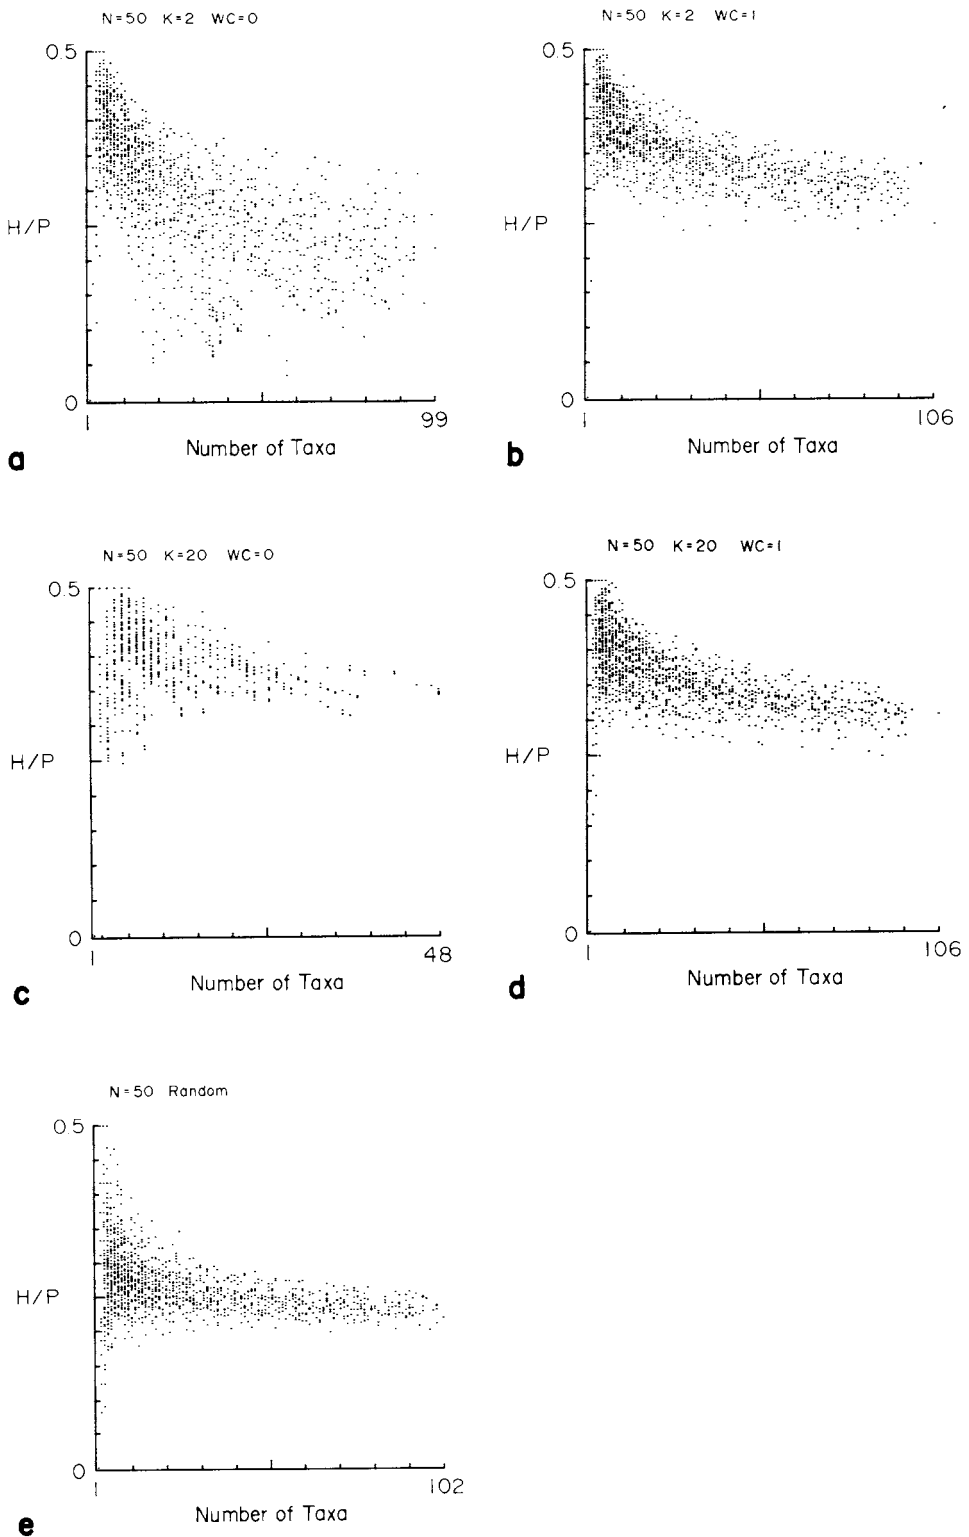 N=50 K=2 WC=0
0.5
H/P
0
1
99
Number of Taxa
a
N=50 K=2 WC=1
0.5
H/P
0
1
106
Number of Taxa
b
N=50 K=20 WC=0
0.5
H/P
0
1
48
Number of Taxa
c
N=50 K=20 WC=1
0.5
H/P
0
1
106
Number of Taxa
d
N=50 Random
0.5
H/P
0
1
102
Number of Taxa
e